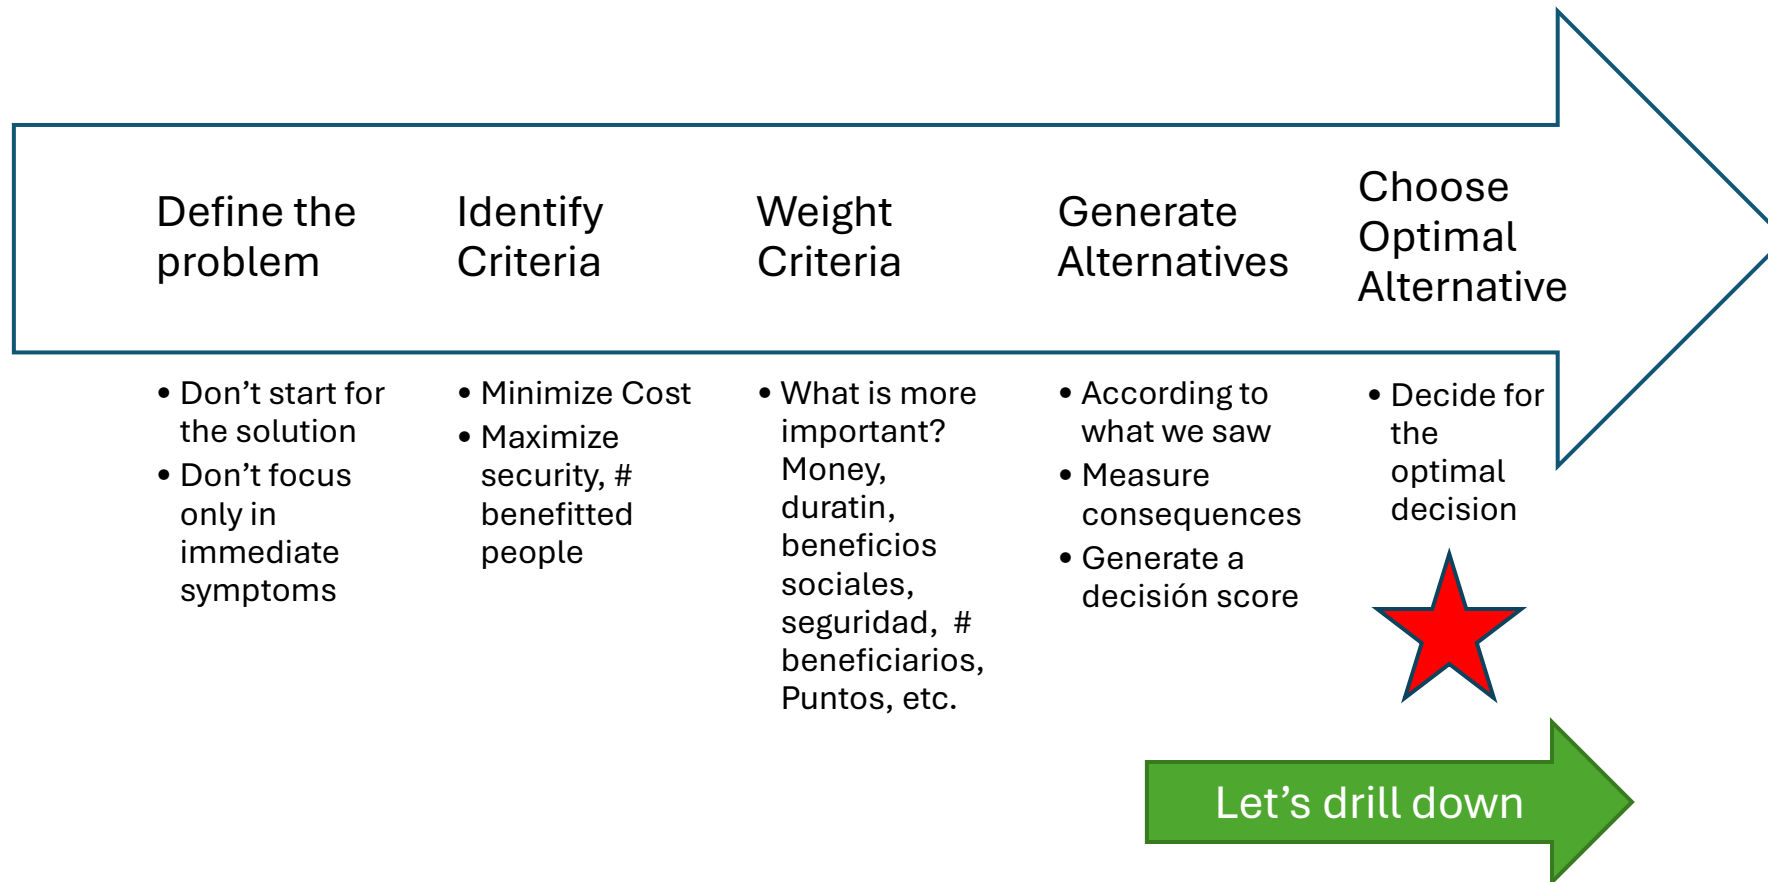 Define the
problem
Identify
Criteria
Weight
Criteria
Generate
Alternatives
Choose
Optimal
Alternative
• Don’t start for
the solution
• Don’t focus
only in
immediate
symptoms
• Minimize Cost
• Maximize
security, #
benefitted
people
• What is more
important?
Money,
duratin,
beneficios
sociales,
seguridad,  #
beneficiarios,
Puntos, etc.
• According to
what we saw
• Measure
consequences
• Generate a
decisión score
• Decide for
the
optimal
decision
Let’s drill down